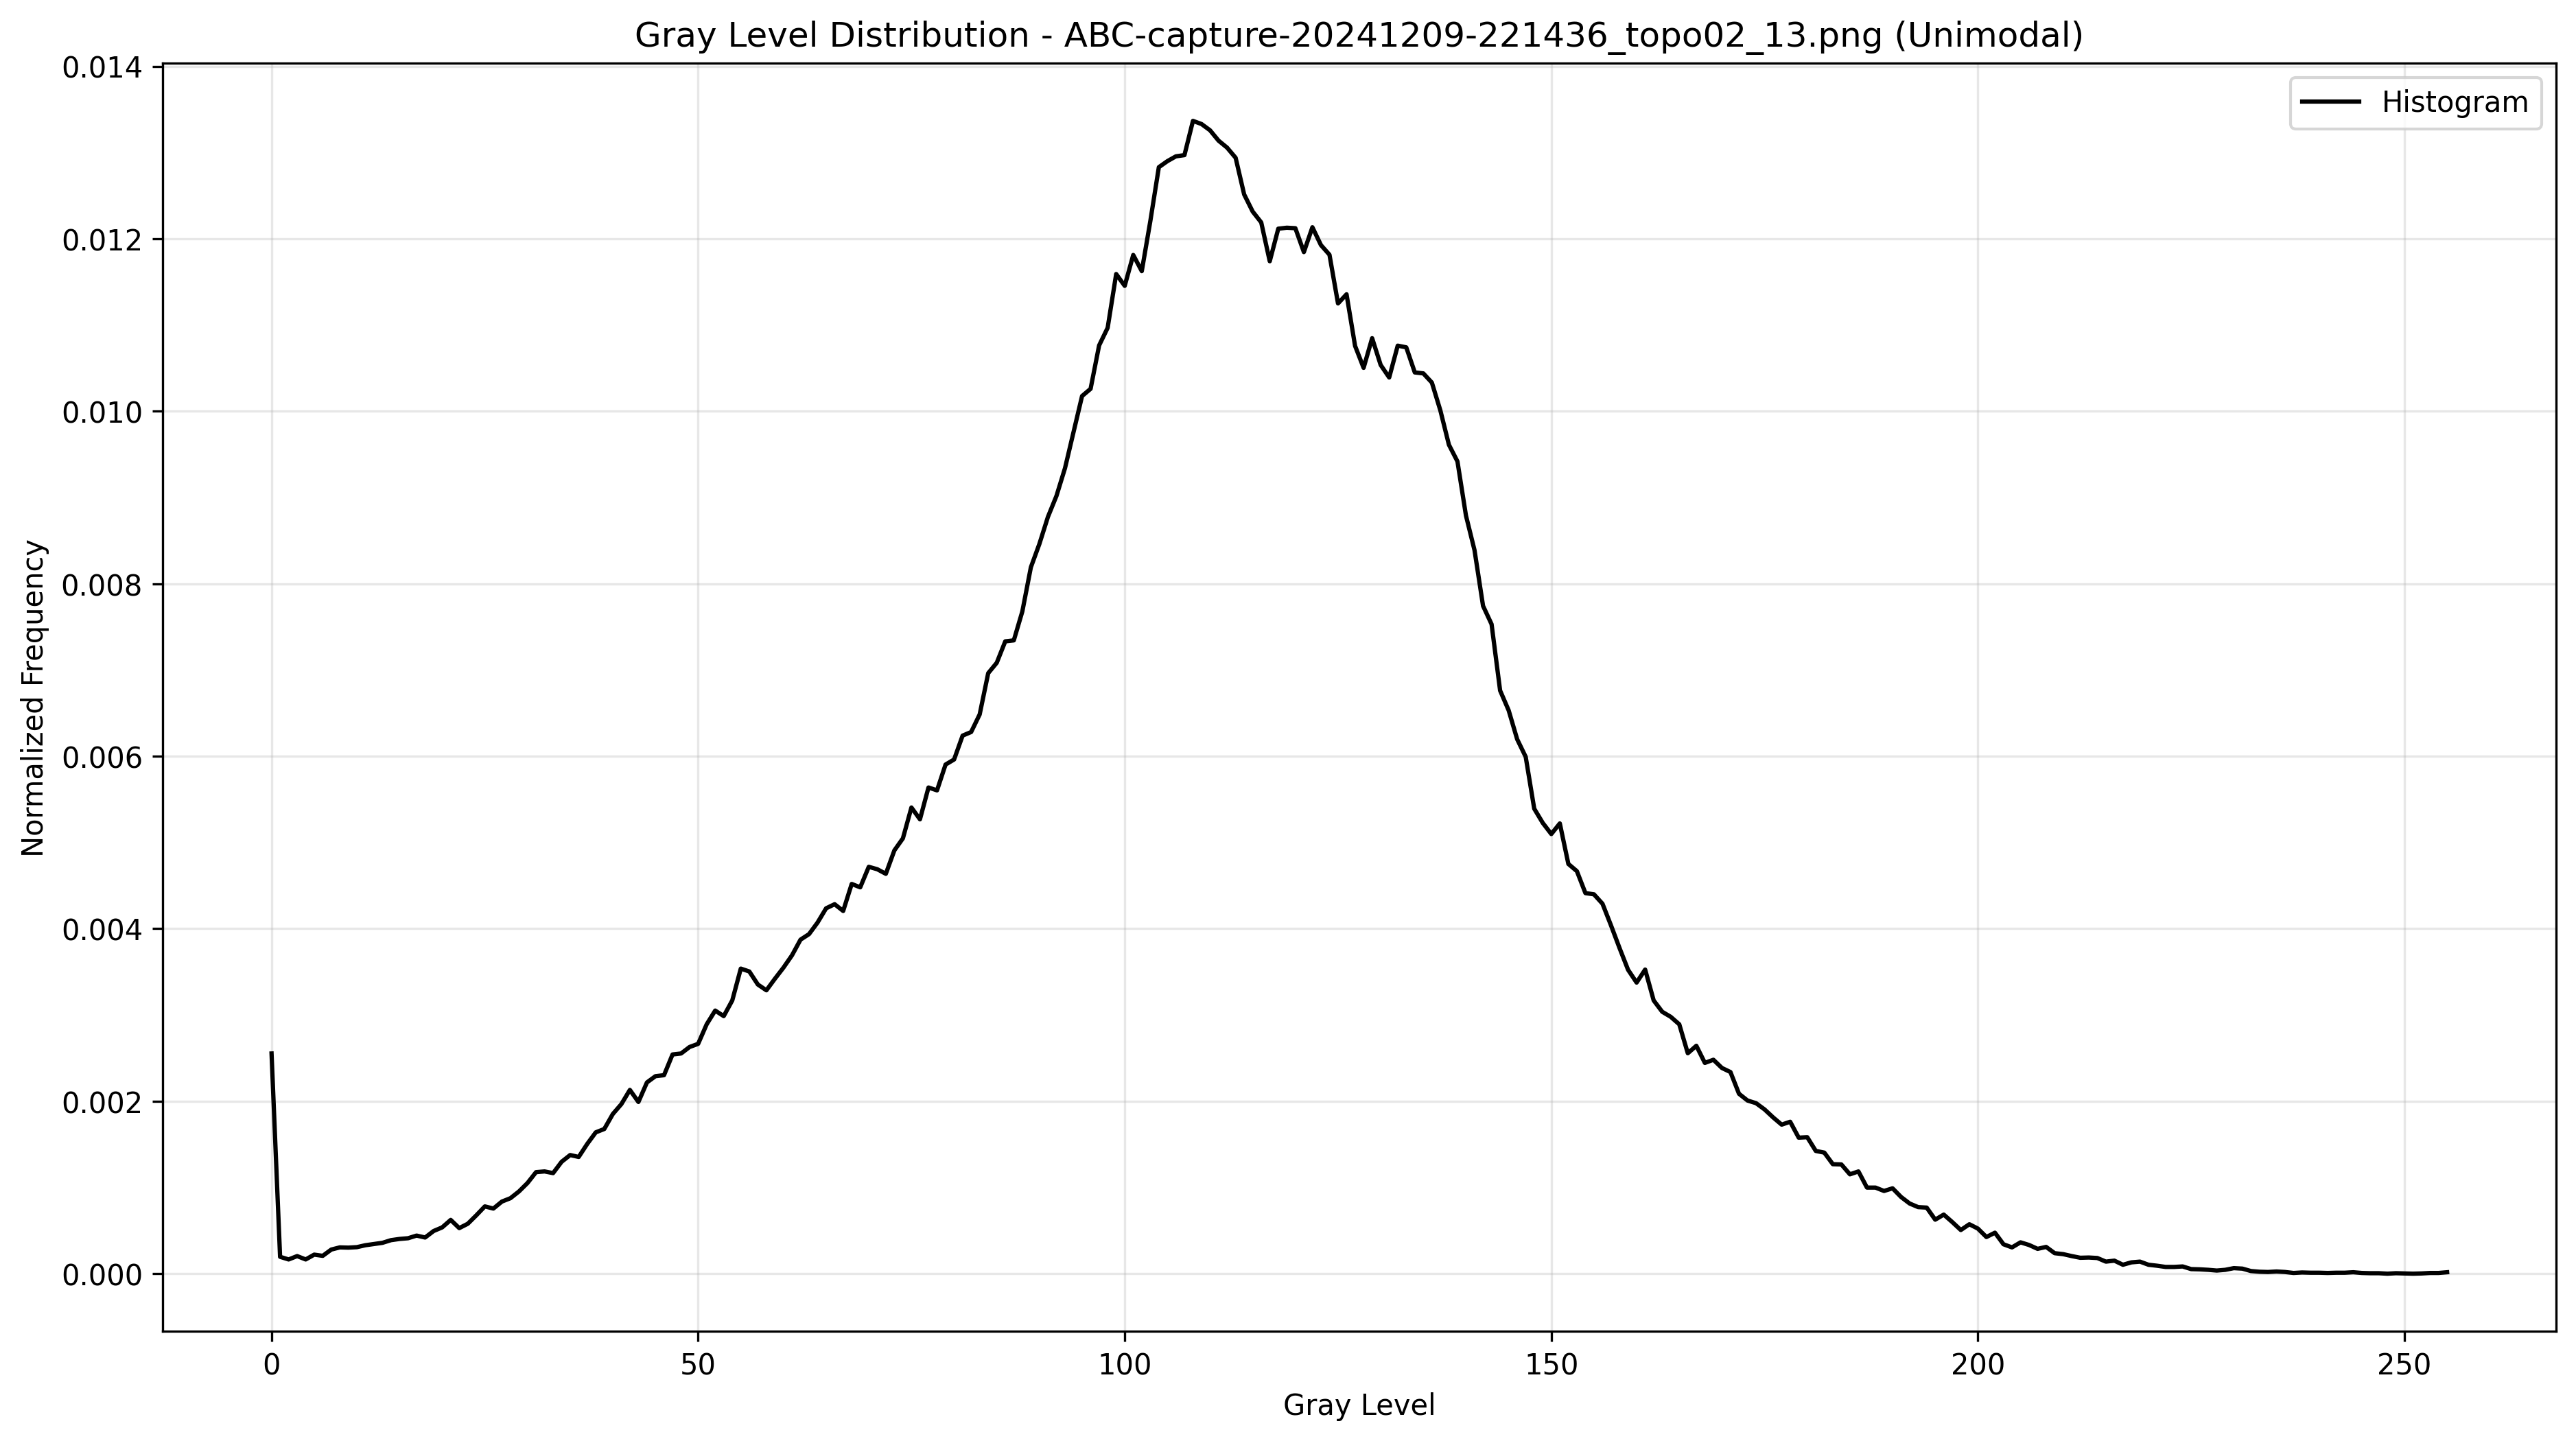 Gray Level Distribution - ABC-capture-20241209-221436_topo02_13.png (Unimodal)
Histogram
0.014
0.012
0.010
0.008
0.006
0.004
0.002
0.000
Normalized Frequency
0 50 100 150 200 250
Gray Level